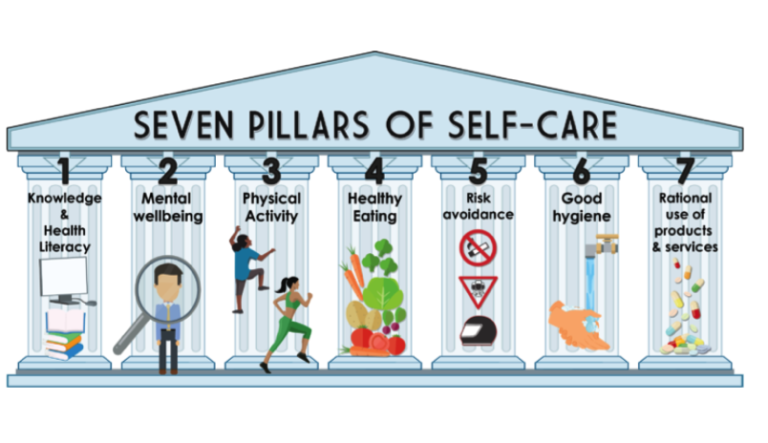 SEVEN PILLARS OF SELF-CARE
1
Knowledge
&
Health
Literacy
2
Mental
wellbeing
3
Physical
Activity
4
Healthy
Eating
5
Risk
avoidance
6
Good
hygiene
7
Rational
use of
products
& services